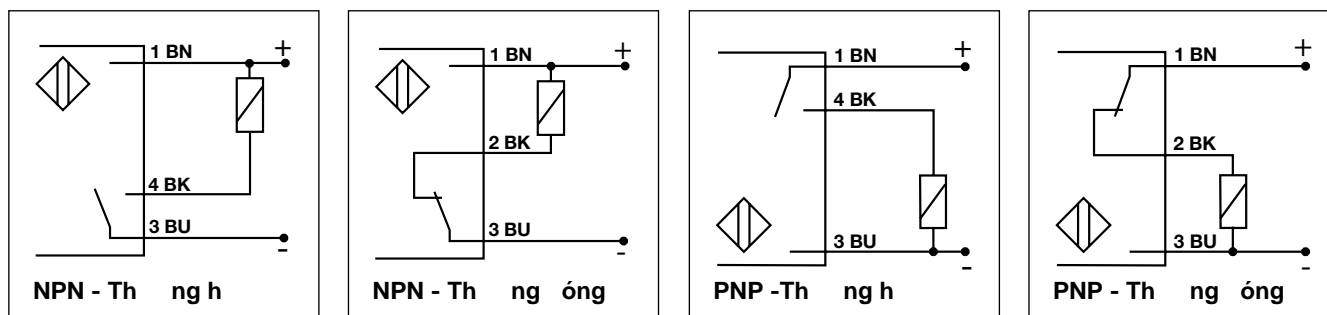 1 BN
+
4 BK
3 BU
-
NPN - Th ng h
1 BN
+
2 BK
3 BU
-
NPN - Th ng óng
1 BN
+
4 BK
3 BU
-
PNP -Th ng h
1 BN
+
2 BK
3 BU
-
PNP - Th ng óng